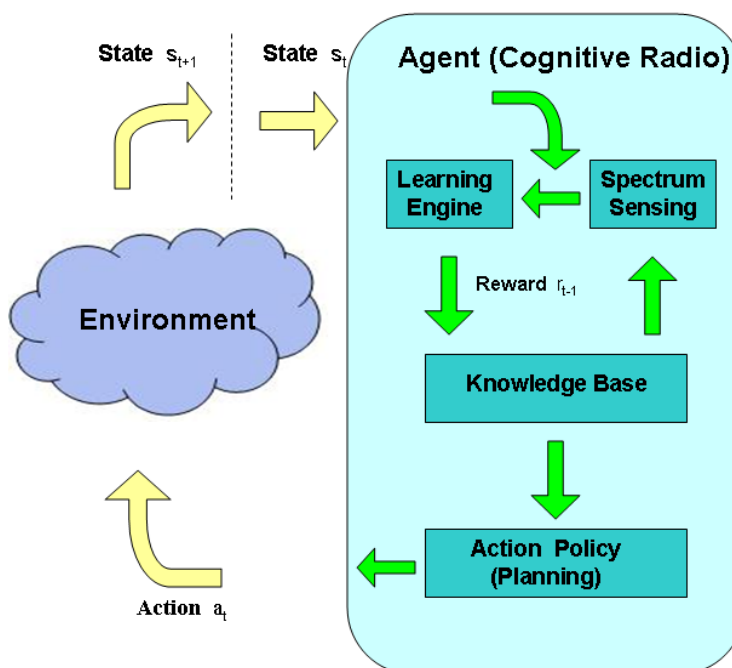 State s_{t+1}
State s_t
Agent (Cognitive Radio)
Learning
Engine
Spectrum
Sensing
Reward r_{t-1}
Environment
Knowledge Base
Action Policy
(Planning)
Action a_t